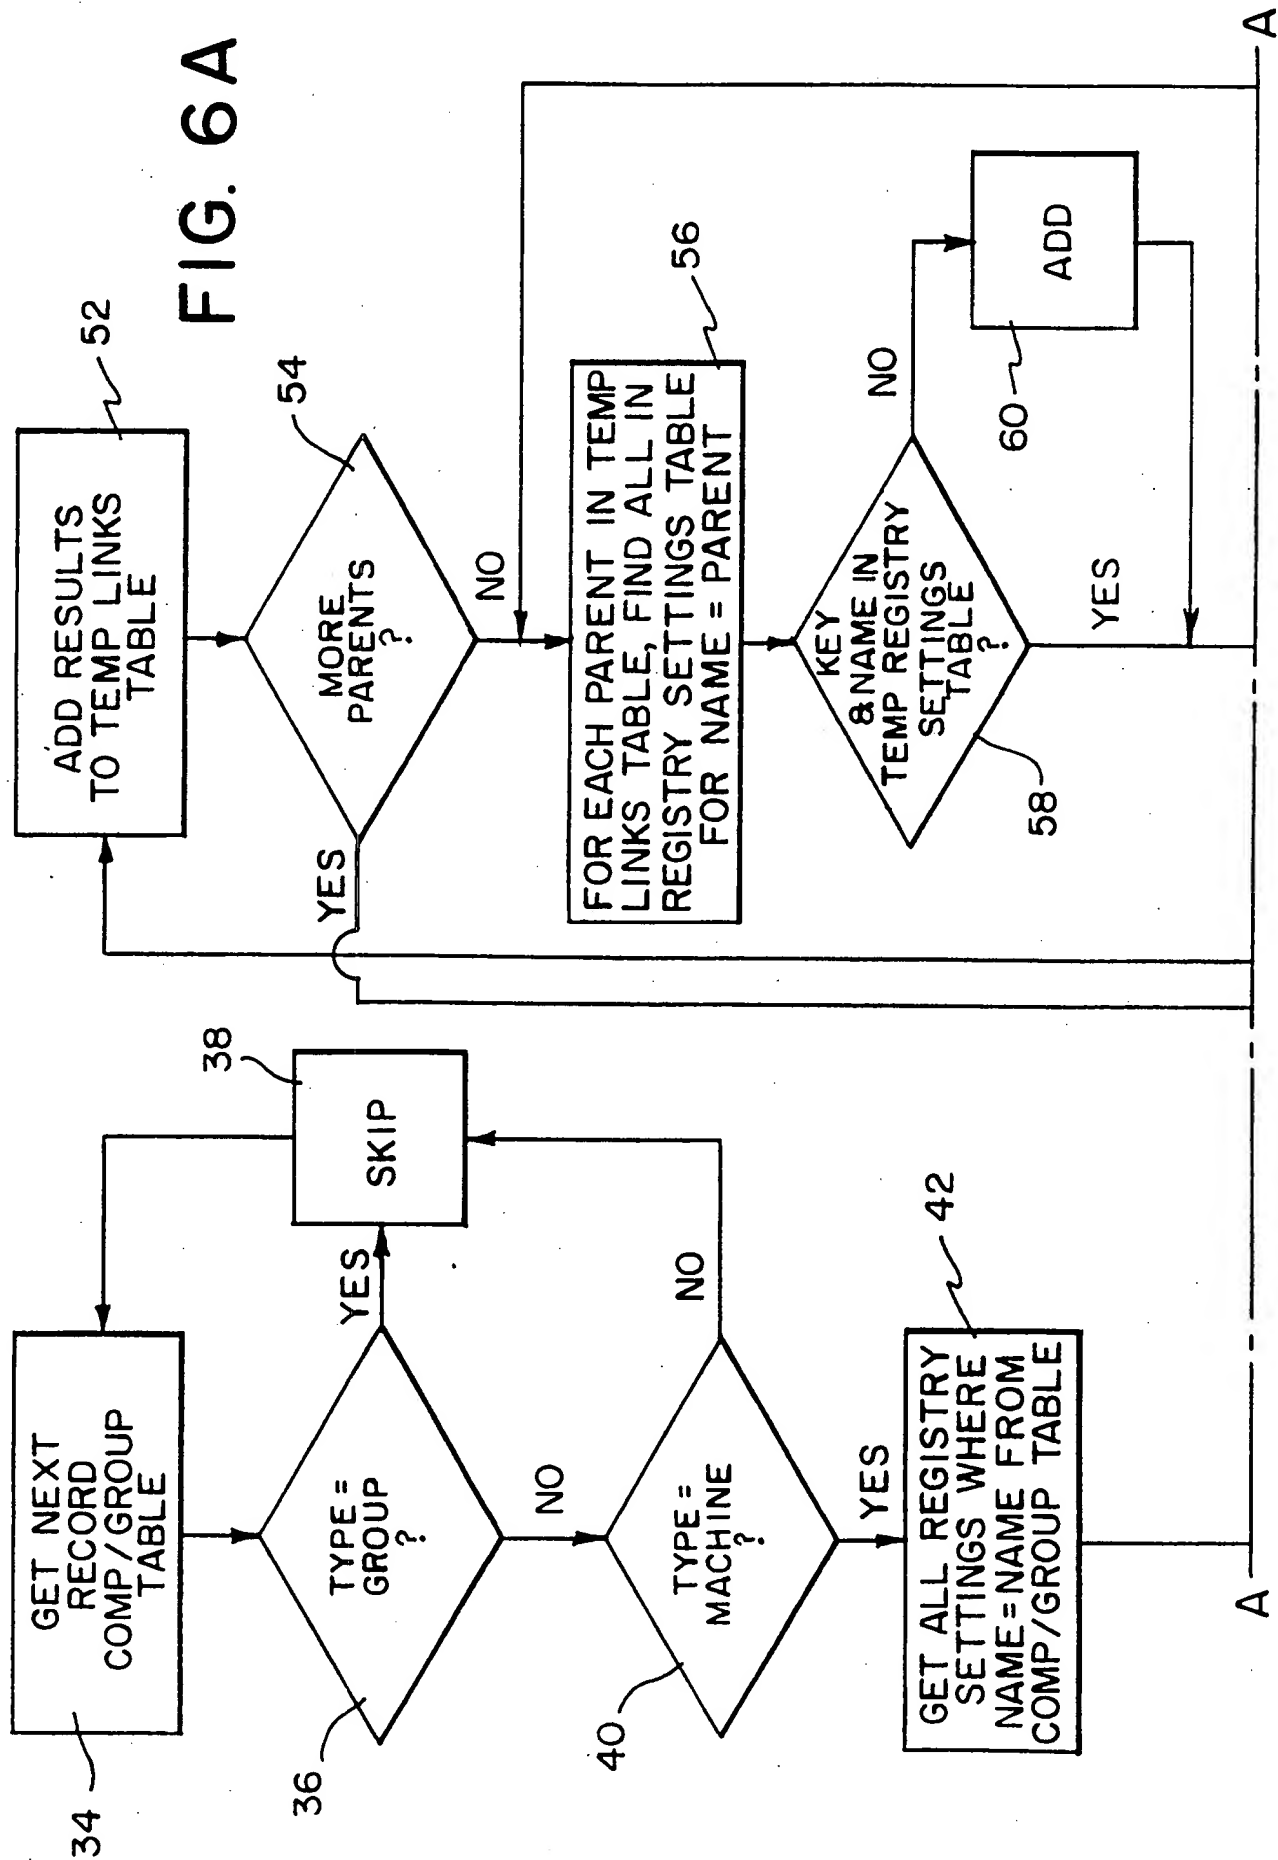 34
GET NEXT
RECORD
COMP/GROUP
TABLE
36
TYPE =
GROUP
?
YES
38
SKIP
NO
40
TYPE =
MACHINE
?
NO
YES
42
GET ALL REGISTRY
SETTINGS WHERE
NAME=NAME FROM
COMP/GROUP TABLE
A
52
ADD RESULTS
TO TEMP LINKS
TABLE
54
MORE
PARENTS
?
YES
NO
56
FOR EACH PARENT IN TEMP
LINKS TABLE, FIND ALL IN
REGISTRY SETTINGS TABLE
FOR NAME = PARENT
58
KEY
& NAME IN
TEMP REGISTRY
SETTINGS
TABLE
?
NO
60
ADD
YES
A
FIG. 6A